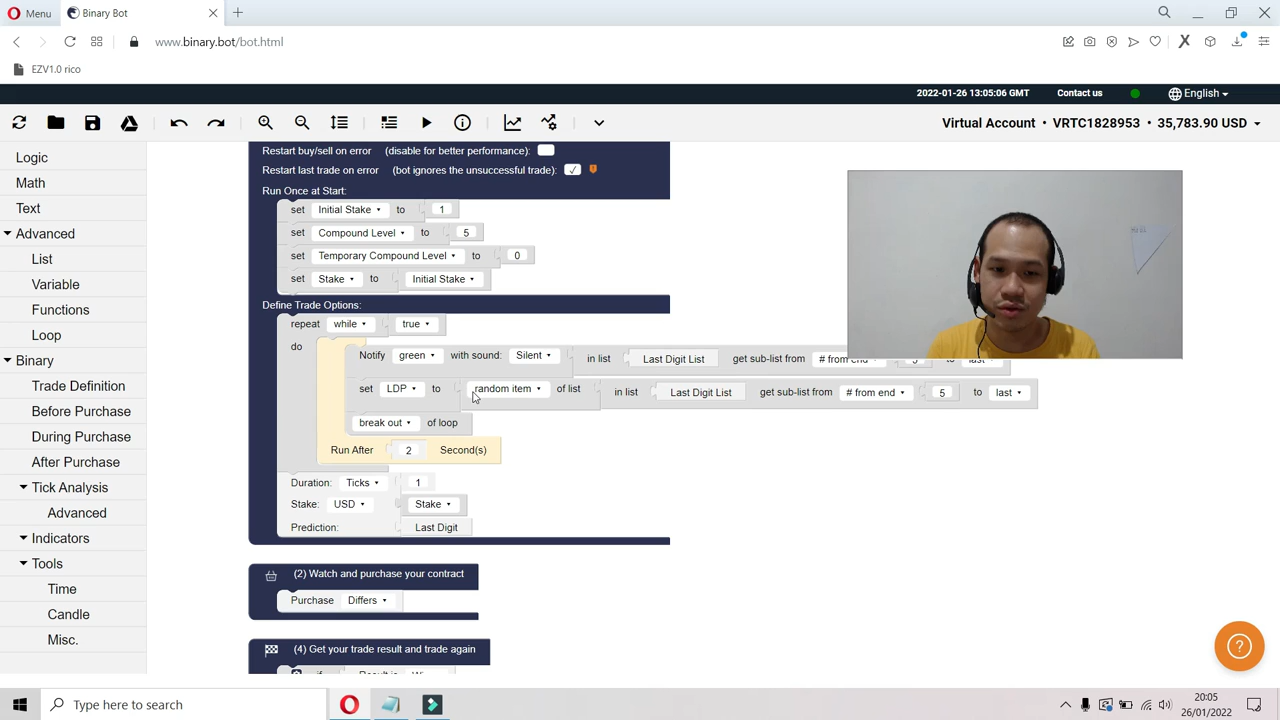 Menu
Binary Bot
www.binary.bot/bot.html
EZV1.0 rico
2022-01-26 13:05:06 GMT
Contact us
English
Virtual Account • VRTC1828953 • 35,783.90 USD
Logic
Math
Text
Advanced
List
Variable
Functions
Loop
Binary
Trade Definition
Before Purchase
During Purchase
After Purchase
Tick Analysis
Advanced
Indicators
Tools
Time
Candle
Misc.
Restart buy/sell on error (disable for better performance):
Restart last trade on error (bot ignores the unsuccessful trade):
Run Once at Start:
set Initial Stake to 1
set Compound Level to 5
set Temporary Compound Level to 0
set Stake to Initial Stake
Define Trade Options:
repeat while true
do
Notify green with sound: Silent in list Last Digit List get sub-list from # from end last
set LDP to random item of list in list Last Digit List get sub-list from # from end 5 to last
break out of loop
Run After 2 Second(s)
Duration: Ticks 1
Stake: USD Stake
Prediction: Last Digit
(2) Watch and purchase your contract
Purchase Differs
(4) Get your trade result and trade again
if Result is
Type here to search
20:05
26/01/2022